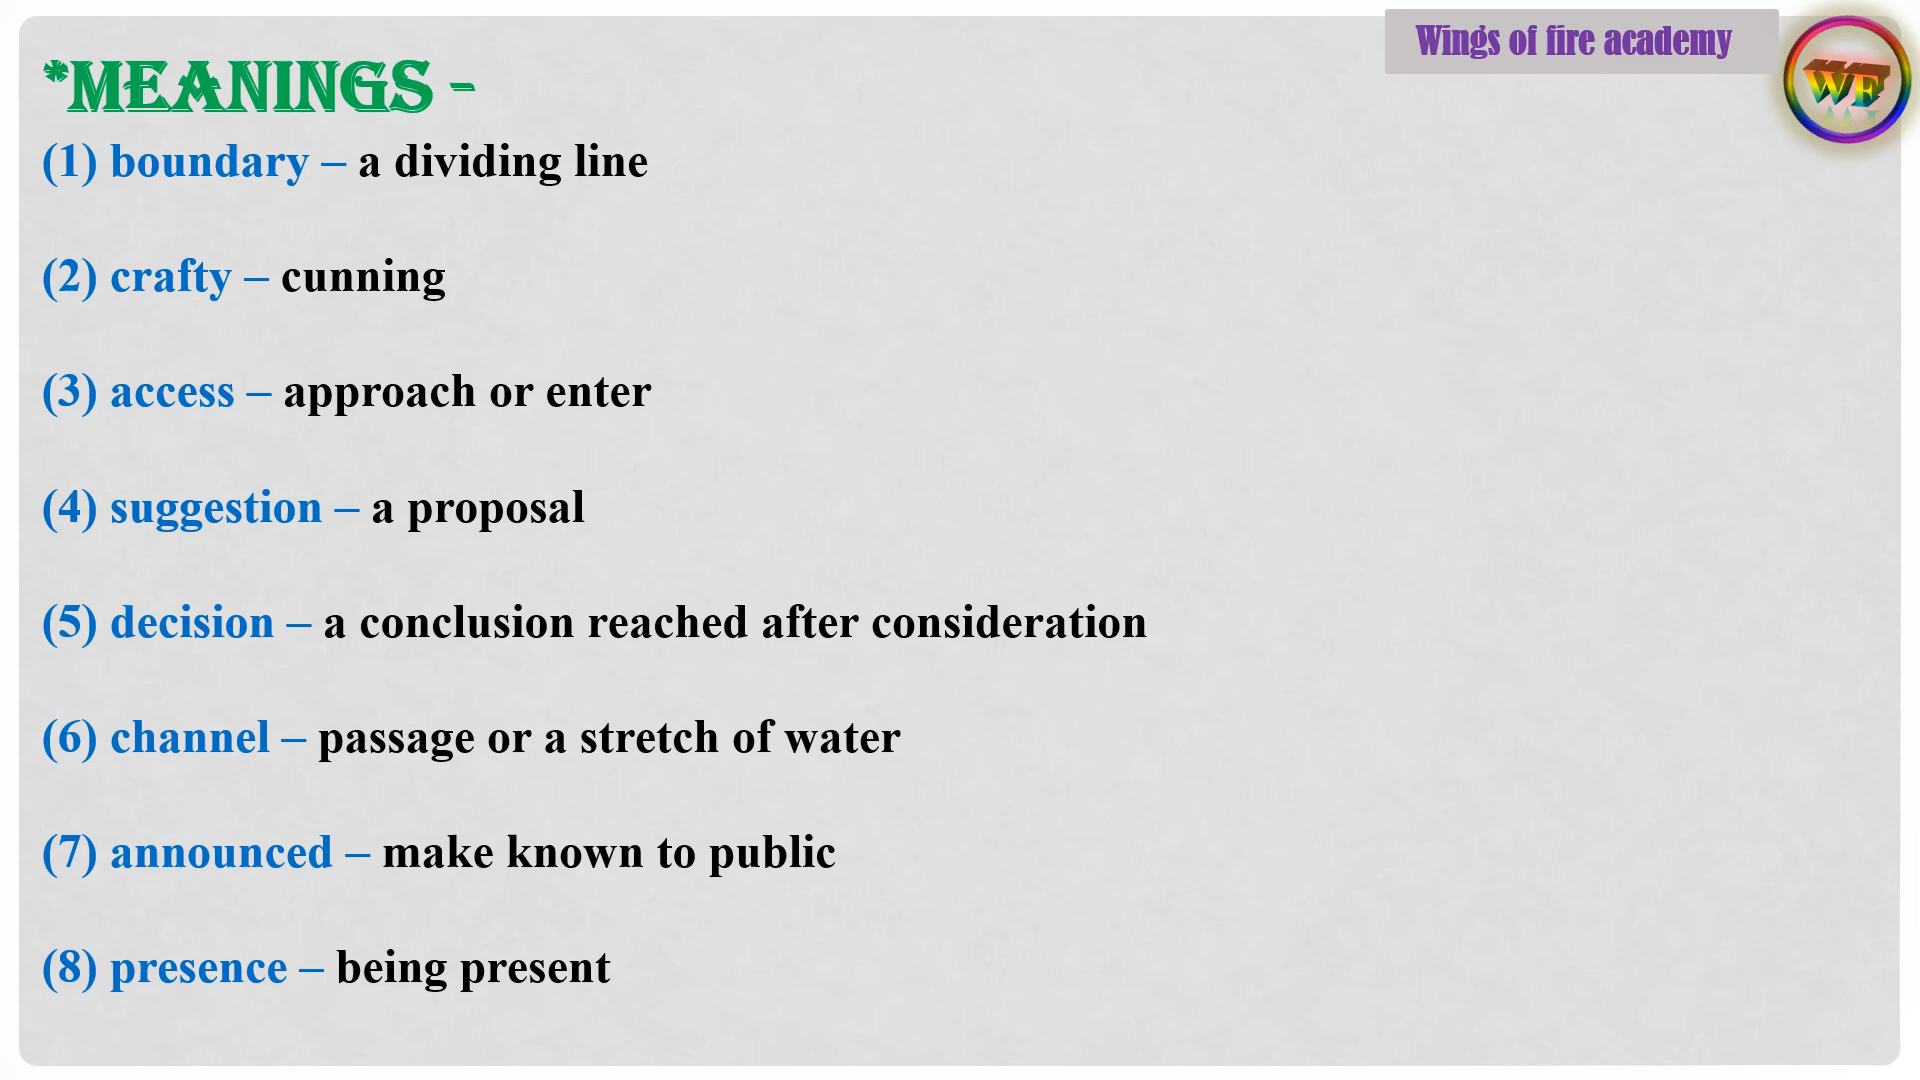 Wings of fire academy
WF
*MEANINGS -
(1) boundary – a dividing line
(2) crafty – cunning
(3) access – approach or enter
(4) suggestion – a proposal
(5) decision – a conclusion reached after consideration
(6) channel – passage or a stretch of water
(7) announced – make known to public
(8) presence – being present